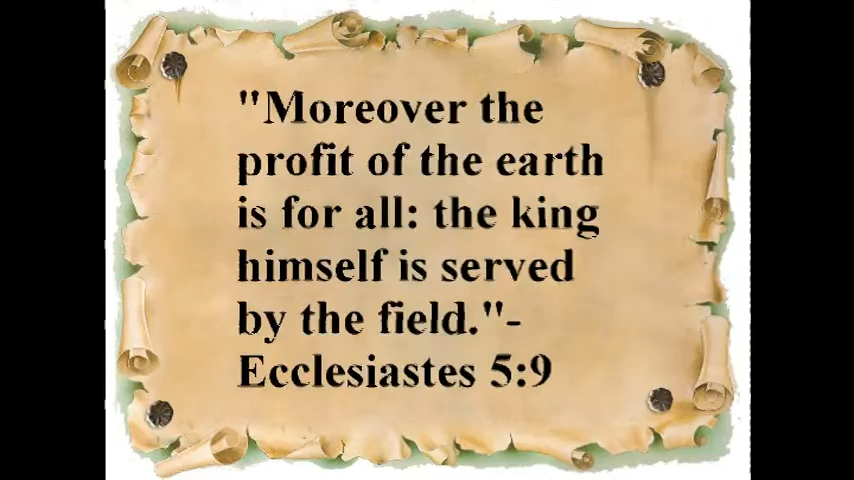 "Moreover the
profit of the earth
is for all: the king
himself is served
by the field."-
Ecclesiastes 5:9